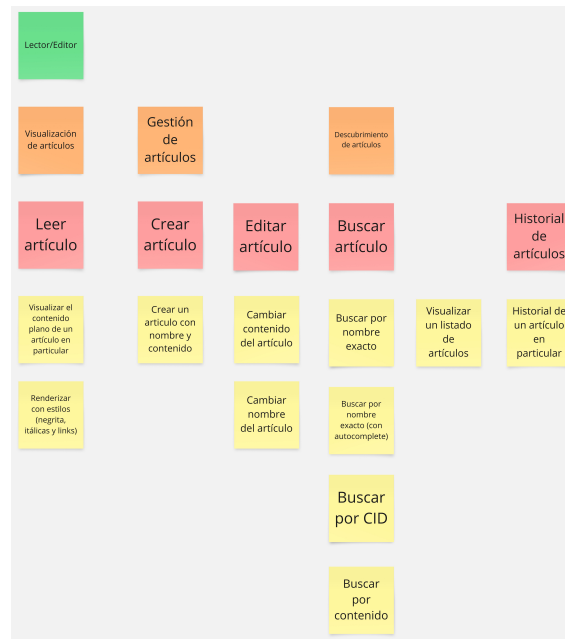 Lector/Editor
Visualización
de artículos
Gestión
de
artículos
Descubrimiento
de artículos
Leer
artículo
Crear
artículo
Editar
artículo
Buscar
artículo
Historial
de
artículos
Visualizar el
contenido
plano de un
artículo en
particular
Crear un
articulo con
nombre y
contenido
Cambiar
contenido
del artículo
Buscar por
nombre
exacto
Visualizar
un listado
de
artículos
Historial de
un artículo
en
particular
Renderizar
con estilos
(negrita,
itálicas y links)
Cambiar
nombre
del artículo
Buscar por
nombre
exacto (con
autocomplete)
Buscar
por CID
Buscar
por
contenido